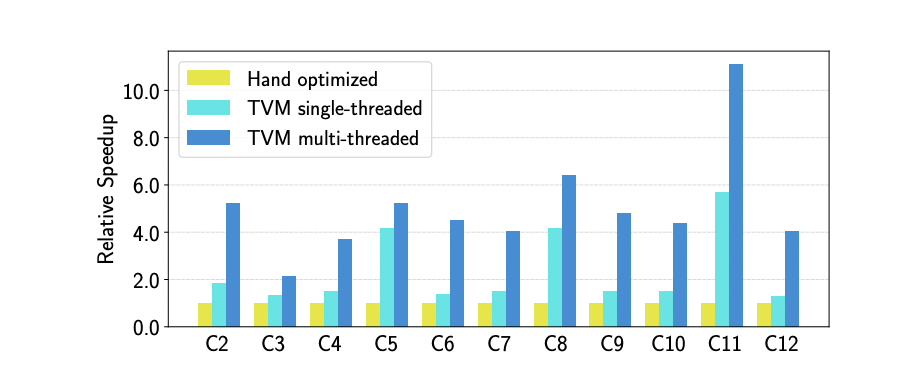 Hand optimized
TVM single-threaded
TVM multi-threaded
Relative Speedup
10.0
8.0
6.0
4.0
2.0
0.0
C2 C3 C4 C5 C6 C7 C8 C9 C10 C11 C12